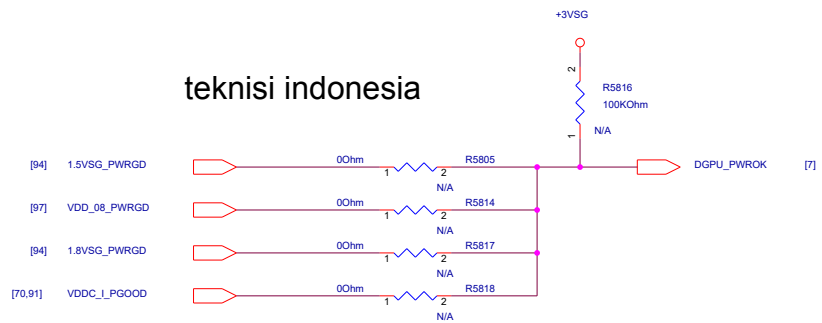 +3VSG
teknisi indonesia
2
R5816
100KOhm
1
N/A
[94] 1.5VSG_PWRGD 0Ohm 1 2 R5805 DGPU_PWROK [7]
N/A
[97] VDD_08_PWRGD 0Ohm 1 2 R5814
N/A
[94] 1.8VSG_PWRGD 0Ohm 1 2 R5817
N/A
[70,91] VDDC_I_PGOOD 0Ohm 1 2 R5818
N/A